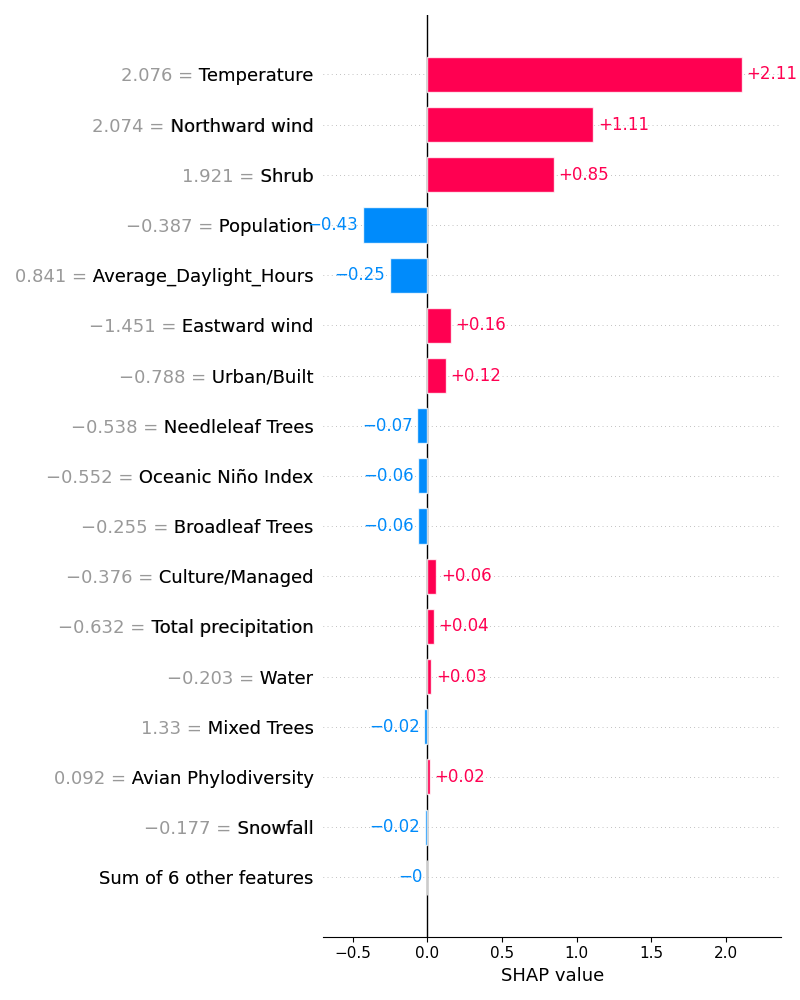 2.076 = Temperature +2.11
2.074 = Northward wind +1.11
1.921 = Shrub +0.85
−0.387 = Population −0.43
0.841 = Average_Daylight_Hours −0.25
−1.451 = Eastward wind +0.16
−0.788 = Urban/Built +0.12
−0.538 = Needleleaf Trees −0.07
−0.552 = Oceanic Niño Index −0.06
−0.255 = Broadleaf Trees −0.06
−0.376 = Culture/Managed +0.06
−0.632 = Total precipitation +0.04
−0.203 = Water +0.03
1.33 = Mixed Trees −0.02
0.092 = Avian Phylodiversity +0.02
−0.177 = Snowfall −0.02
Sum of 6 other features −0
−0.5 0.0 0.5 1.0 1.5 2.0
SHAP value